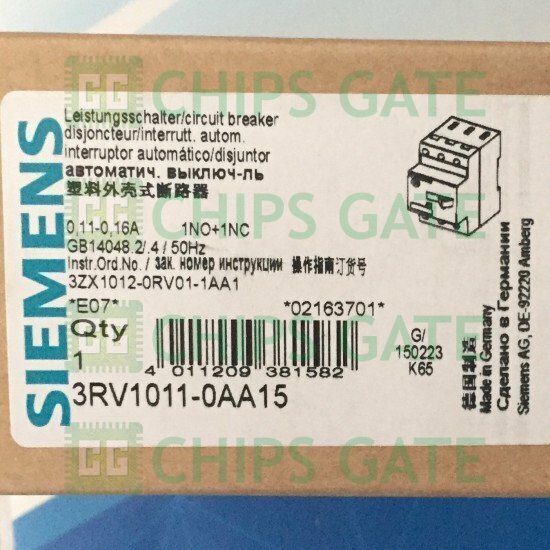 CHIPS GATE
SIEMENS
Leistungsschalter/circuit breaker
disjoncteur/interrutt. autom.
interruptor automático/disjuntor
автоматич. выключ-ль
塑料外壳式断路器
0,11-0,16A 1NO+1NC
GB14048.2/.4 / 50Hz
Instr.Ord.No. / зак. номер инструкции 操作指南订货号
3ZX1012-0RV01-1AA1
*E07* *02163701*
Qty
1
4 011209 381582
G/
150223
K65
3RV1011-0AA15
德国制造
Made in Germany
Сделано в Германии
Siemens AG, DE-92220 Amberg
CHIPS GATE
CHIPS GATE
CHIPS GATE
CHIPS GATE